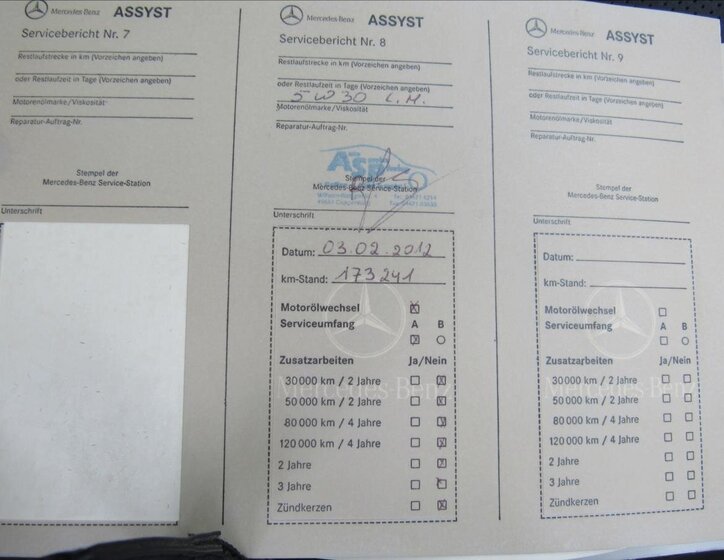 Mercedes-Benz ASSYST
Servicebericht Nr. 7
Restlaufstrecke in km (Vorzeichen angeben)
oder Restlaufzeit in Tage (Vorzeichen angeben)
Motorenölmarke/Viskosität
Reparatur-Auftrag-Nr.
Stempel der
Mercedes-Benz Service-Station
Unterschrift
Mercedes-Benz ASSYST
Servicebericht Nr. 8
Restlaufstrecke in km (Vorzeichen angeben)
oder Restlaufzeit in Tage (Vorzeichen angeben)
5W30 L.M.
Motorenölmarke/Viskosität
Reparatur-Auftrag-Nr.
ASP
Stempel der
Mercedes-Benz Service-Station
Unterschrift
Datum: 03.02.2012
km-Stand: 173241
Motorölwechsel
Serviceumfang A B
Zusatzarbeiten Ja/Nein
30 000 km / 2 Jahre
50 000 km / 2 Jahre
80 000 km / 4 Jahre
120 000 km / 4 Jahre
2 Jahre
3 Jahre
Zündkerzen
Mercedes-Benz
Mercedes-Benz ASSYST
Servicebericht Nr. 9
Restlaufstrecke in km (Vorzeichen angeben)
oder Restlaufzeit in Tage (Vorzeichen angeben)
Motorenölmarke/Viskosität
Reparatur-Auftrag-Nr.
Stempel der
Mercedes-Benz Service-Station
Unterschrift
Datum:
km-Stand:
Motorölwechsel
Serviceumfang A B
Zusatzarbeiten Ja/Nein
30 000 km / 2 Jahre
50 000 km / 2 Jahre
80 000 km / 4 Jahre
120 000 km / 4 Jahre
2 Jahre
3 Jahre
Zündkerzen
Mercedes-Benz